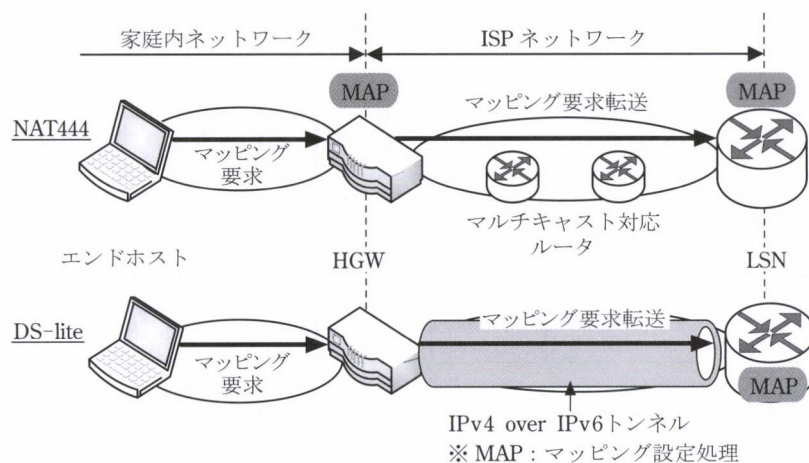 家庭内ネットワーク
ISP ネットワーク
MAP
MAP
NAT444
マッピング要求転送
マッピング
要求
マルチキャスト対応
ルータ
エンドホスト
HGW
LSN
DS-lite
マッピング要求転送
マッピング
要求
MAP
IPv4 over IPv6トンネル
※ MAP：マッピング設定処理